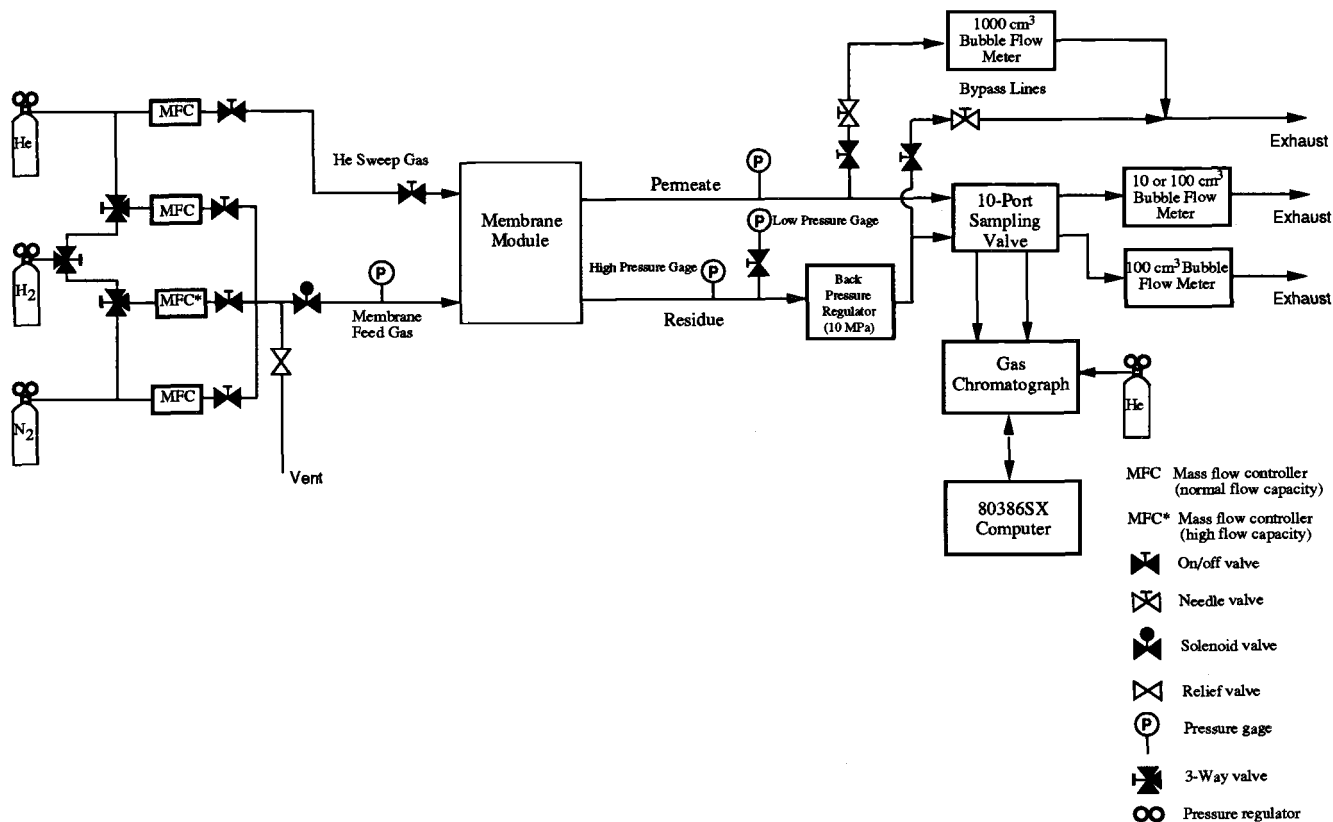 1000 cm3
Bubble Flow
Meter
Bypass Lines
Exhaust
MFC
He
He Sweep Gas
P
Permeate
10-Port
Sampling
Valve
10 or 100 cm3
Bubble Flow
Meter
Exhaust
MFC
Membrane
Module
P
Low Pressure Gage
H2
P
High Pressure Gage
P
100 cm3 Bubble
Flow Meter
Exhaust
MFC*
Membrane
Feed Gas
Residue
Back
Pressure
Regulator
(10 MPa)
Gas
Chromatograph
He
MFC
N2
Vent
80386SX
Computer
MFC Mass flow controller
(normal flow capacity)
MFC* Mass flow controller
(high flow capacity)
On/off valve
Needle valve
Solenoid valve
Relief valve
P Pressure gage
3-Way valve
Pressure regulator